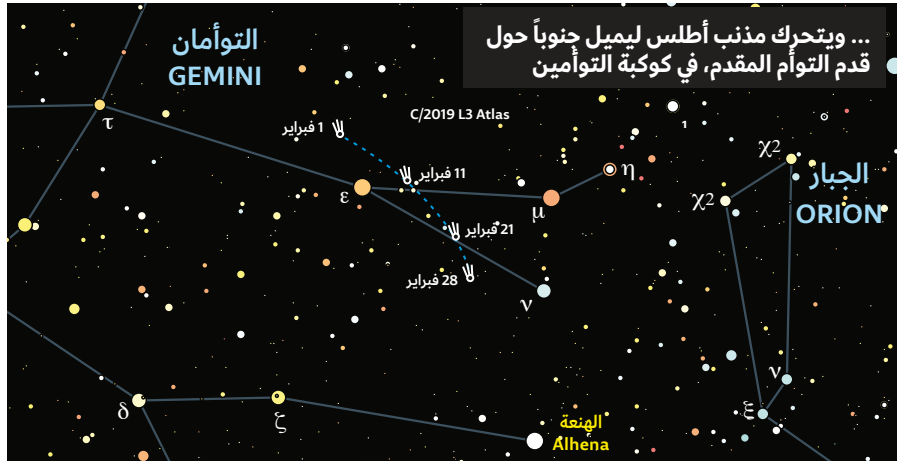 ... ويتحرك مذنب أطلس ليميل جنوباً حول
قدم التوأم المقدم، في كوكبة التوأمين
التوأمان
GEMINI
τ
C/2019 L3 Atlas
1 فبراير
11 فبراير
21 فبراير
28 فبراير
ε
μ
η
ν
1
χ2
χ2
الجبار
ORION
ν
ξ
δ
ζ
الهنعة
Alhena